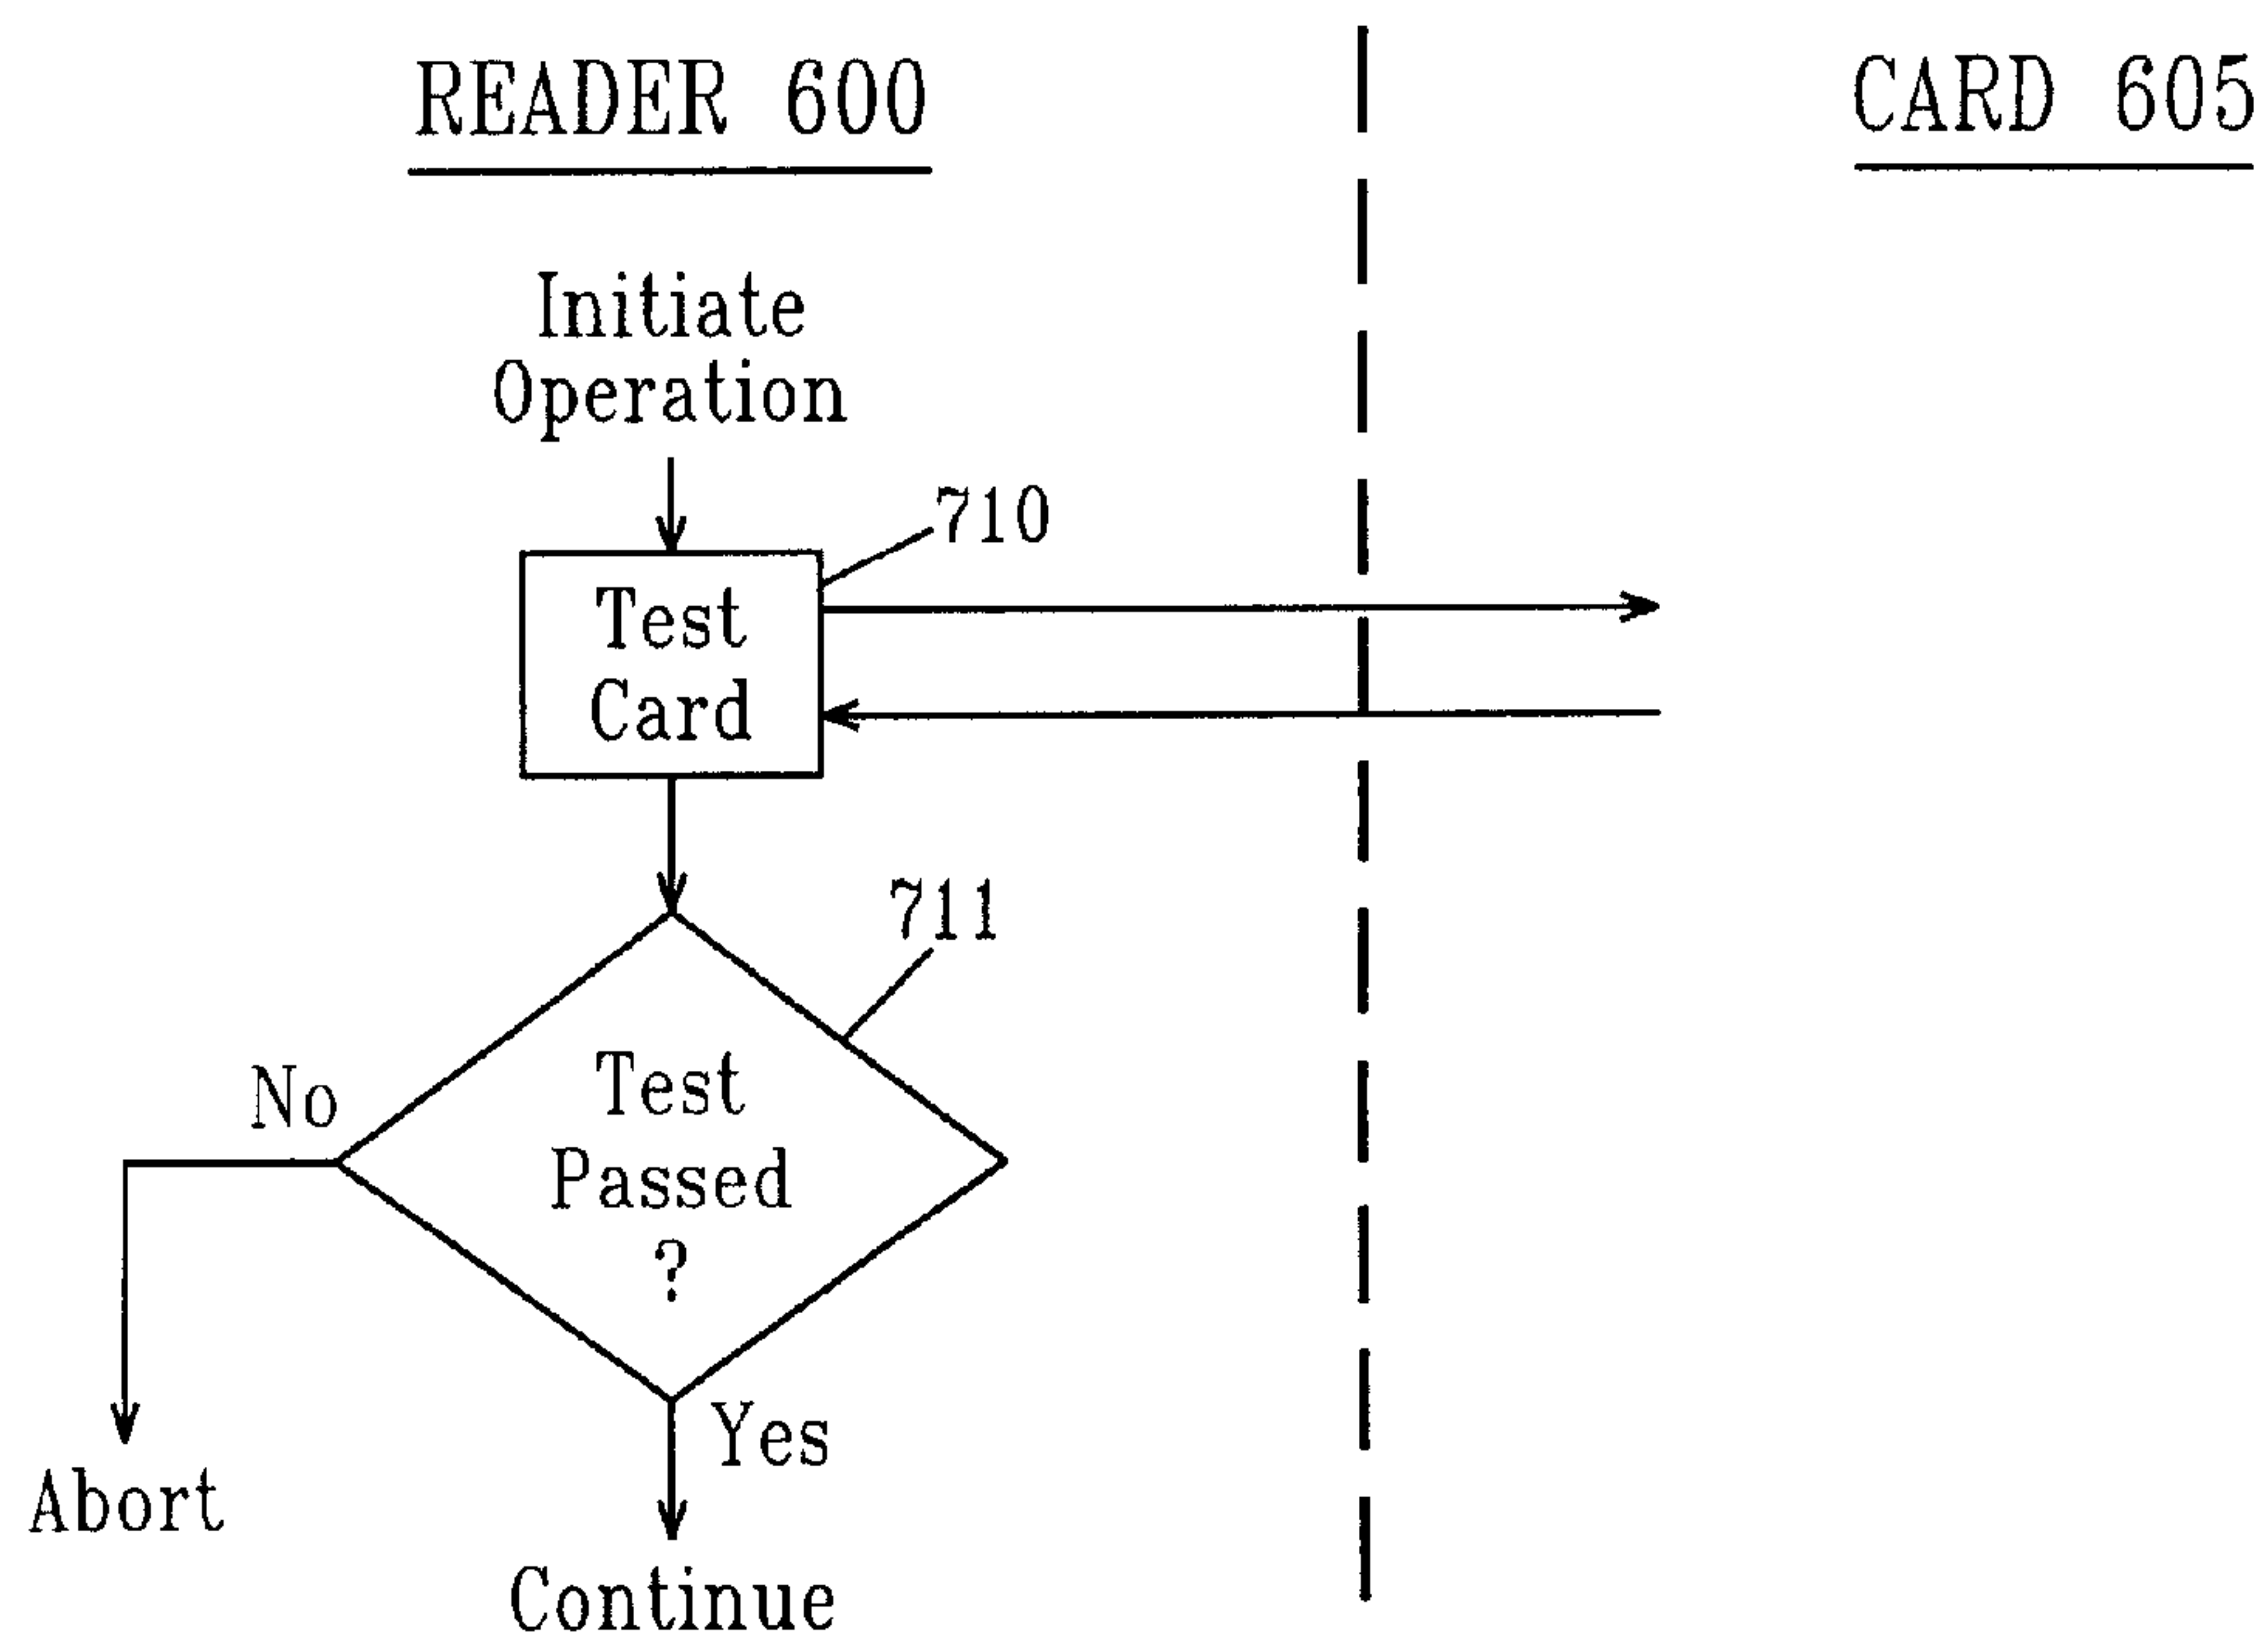 READER 600
CARD 605
Initiate
Operation
710
Test
Card
711
No
Test
Passed
?
Yes
Abort
Continue